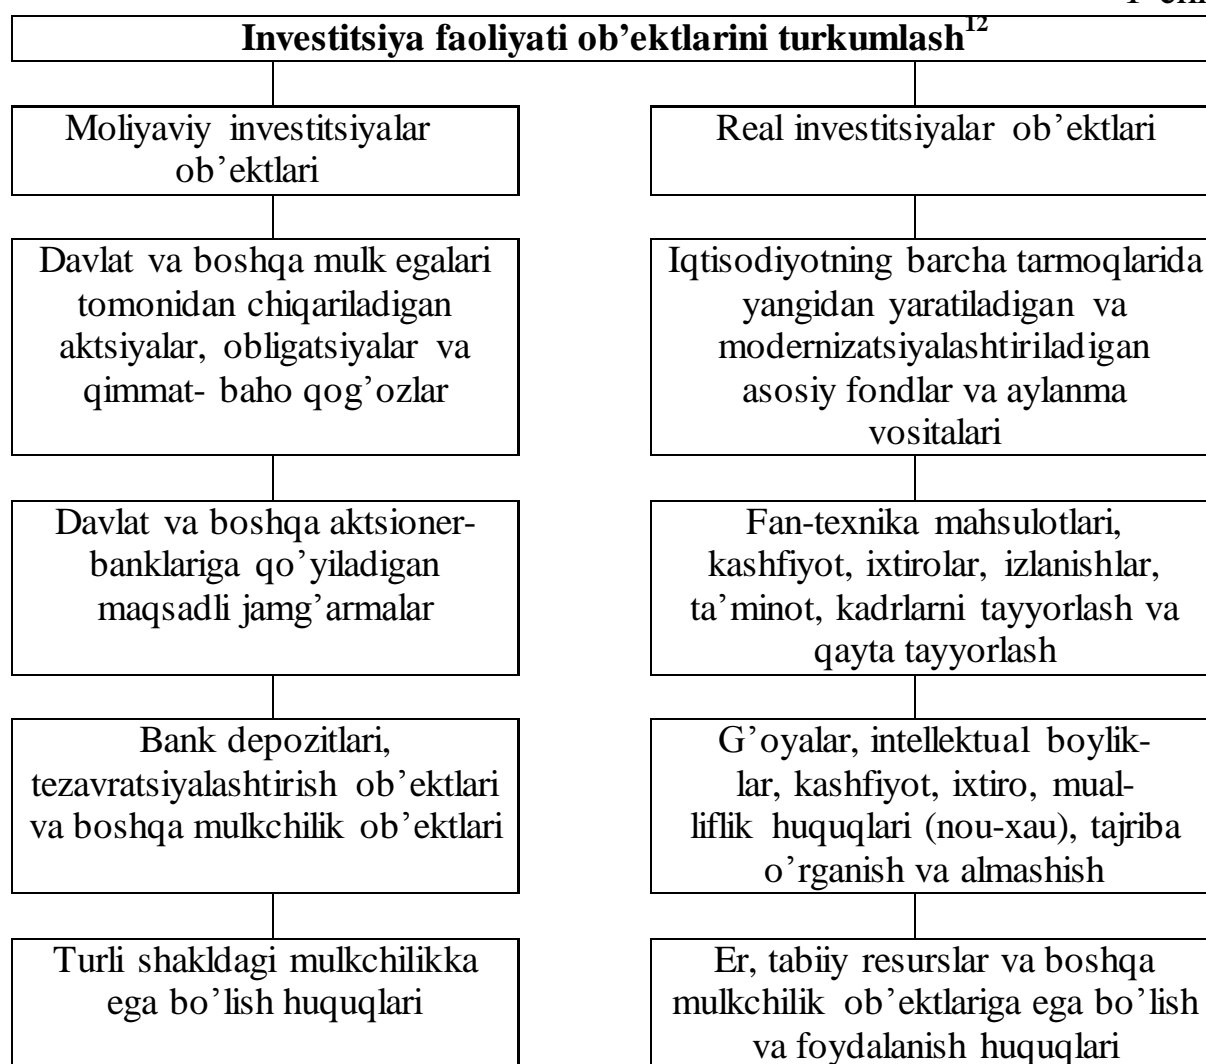 Investitsiya faoliyati ob’ektlarini turkumlash12
Moliyaviy investitsiyalar
ob’ektlari
Davlat va boshqa mulk egalari
tomonidan chiqariladigan
aktsiyalar, obligatsiyalar va
qimmat- baho qog’ozlar
Davlat va boshqa aktsioner-
banklariga qo’yiladigan
maqsadli jamg’armalar
Bank depozitlari,
tezavratsiyalashtirish ob’ektlari
va boshqa mulkchilik ob’ektlari
Turli shakldagi mulkchilikka
ega bo’lish huquqlari
Real investitsiyalar ob’ektlari
Iqtisodiyotning barcha tarmoqlarida
yangidan yaratiladigan va
modernizatsiyalashtiriladigan
asosiy fondlar va aylanma
vositalari
Fan-texnika mahsulotlari,
kashfiyot, ixtirolar, izlanishlar,
ta’minot, kadrlarni tayyorlash va
qayta tayyorlash
G’oyalar, intellektual boylik-
lar, kashfiyot, ixtiro, mual-
liflik huquqlari (nou-xau), tajriba
o’rganish va almashish
Er, tabiiy resurslar va boshqa
mulkchilik ob’ektlariga ega bo’lish
va foydalanish huquqlari